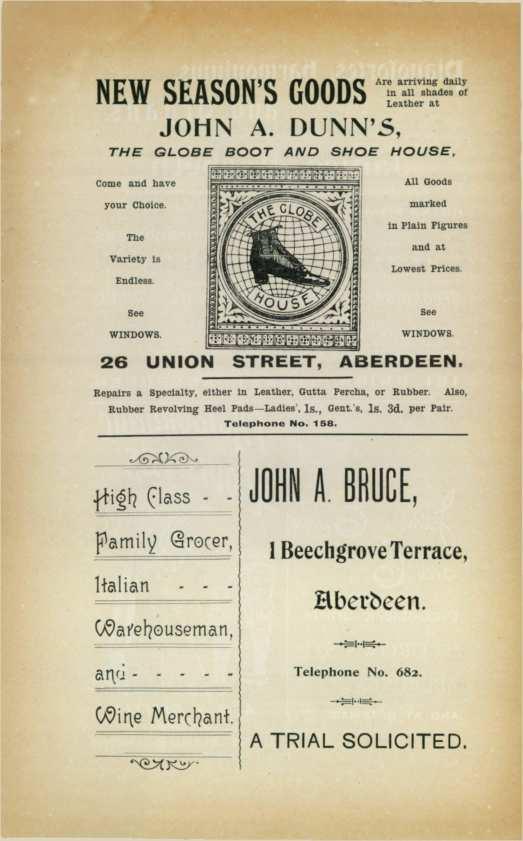 NEW SEASON'S GOODS
Are arriving daily
in all shades of
Leather at
JOHN A. DUNN'S,
THE GLOBE BOOT AND SHOE HOUSE,
Come and have
your Choice.
The
Variety is
Endless.
See
WINDOWS.
THE GLOBE
HOUSE
All Goods
marked
in Plain Figures
and at
Lowest Prices.
See
WINDOWS.
26 UNION STREET, ABERDEEN.
Repairs a Specialty, either in Leather, Gutta Percha, or Rubber. Also,
Rubber Revolving Heel Pads—Ladies', 1s., Gent.'s, 1s. 3d. per Pair.
Telephone No. 158.
High Class - -
Family Grocer,
Italian - - -
Warehouseman,
and - - - - -
Wine Merchant.
JOHN A. BRUCE,
1 Beechgrove Terrace,
Aberdeen.
Telephone No. 682.
A TRIAL SOLICITED.